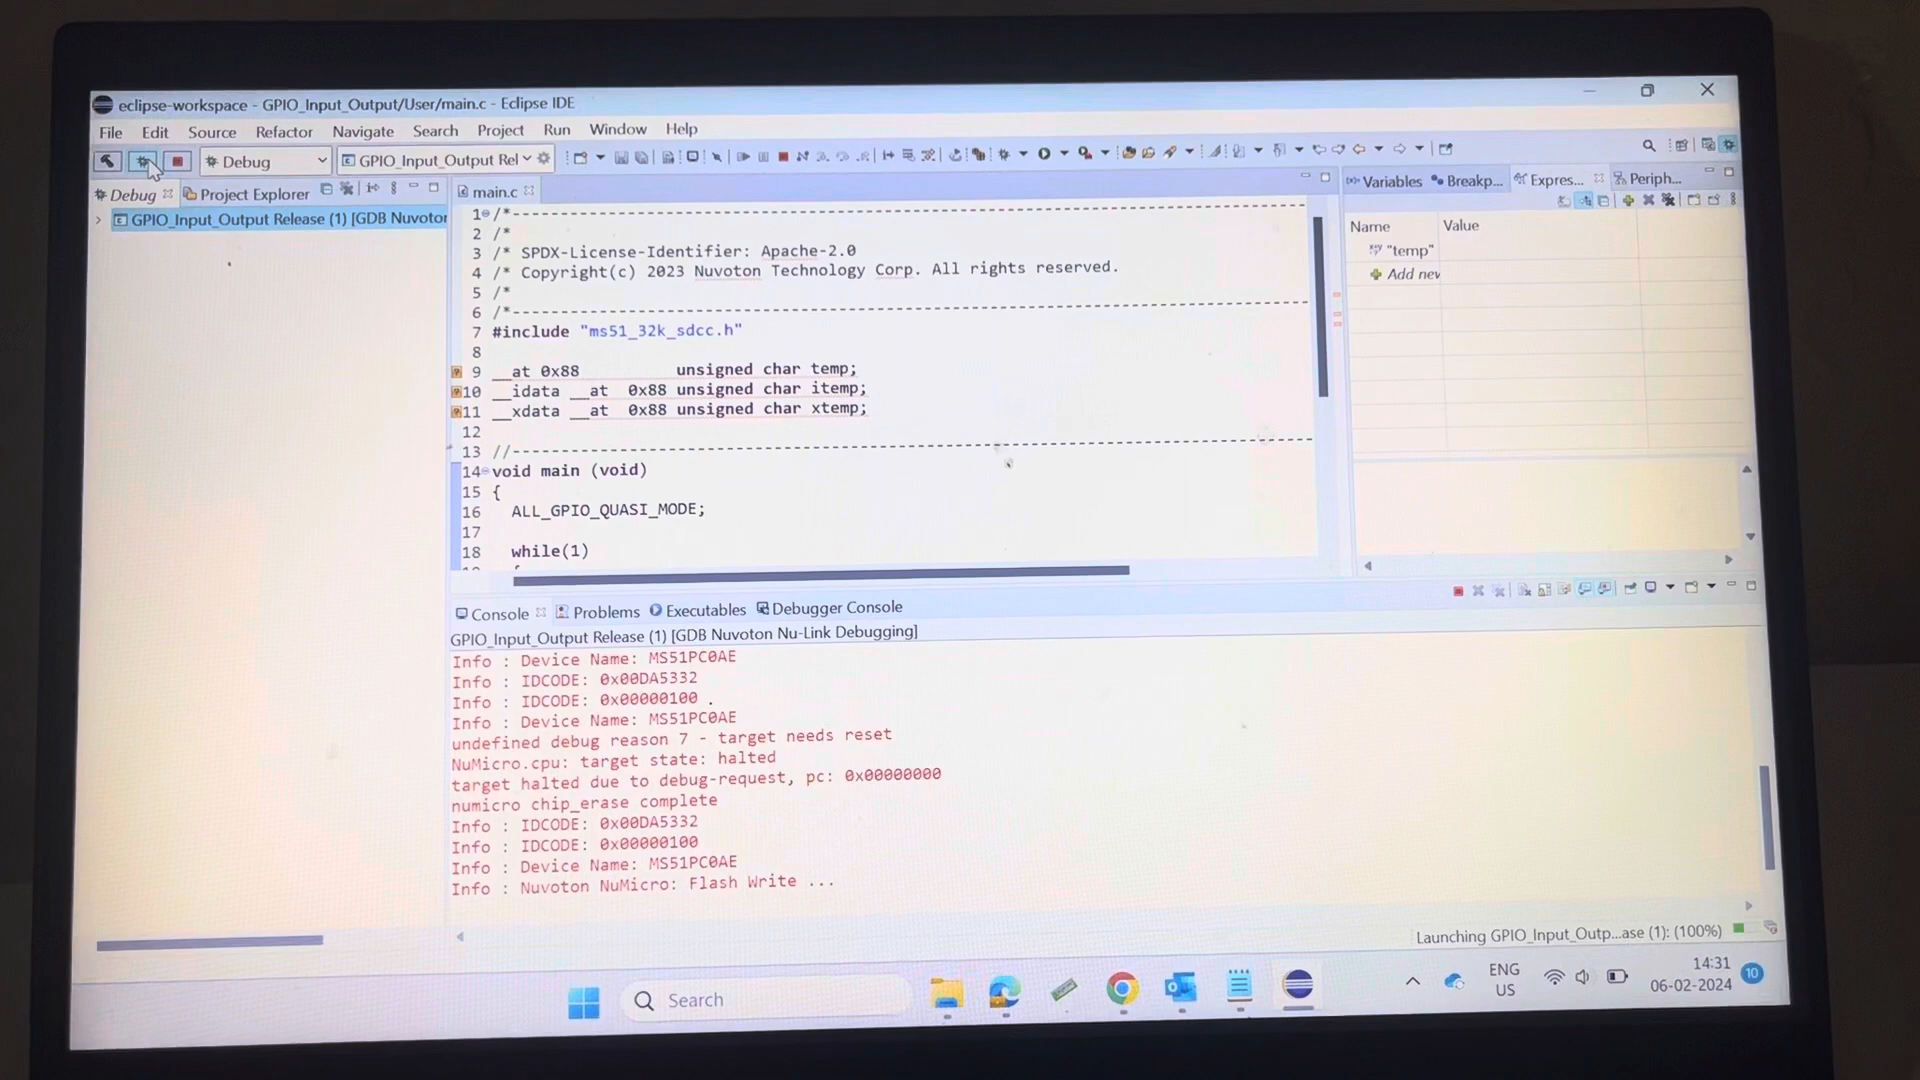 eclipse-workspace - GPIO_Input_Output/User/main.c - Eclipse IDE
File Edit Source Refactor Navigate Search Project Run Window Help
Debug GPIO_Input_Output Rel
Debug Project Explorer
GPIO_Input_Output Release (1) [GDB Nuvoton
main.c
1 /*------------------------------------------------
2 /*
3 /* SPDX-License-Identifier: Apache-2.0
4 /* Copyright(c) 2023 Nuvoton Technology Corp. All rights reserved.
5 /*
6 /*------------------------------------------------
7 #include "ms51_32k_sdcc.h"
8
9 __at 0x88 unsigned char temp;
10 __idata __at 0x88 unsigned char itemp;
11 __xdata __at 0x88 unsigned char xtemp;
12
13 //------------------------------------------------
14 void main (void)
15 {
16 ALL_GPIO_QUASI_MODE;
17
18 while(1)
Variables Breakp... Expres... Periph...
Name Value
"temp"
Add new
Console Problems Executables Debugger Console
GPIO_Input_Output Release (1) [GDB Nuvoton Nu-Link Debugging]
Info : Device Name: MS51PC0AE
Info : IDCODE: 0x00DA5332
Info : IDCODE: 0x00000100
Info : Device Name: MS51PC0AE
undefined debug reason 7 - target needs reset
NuMicro.cpu: target state: halted
target halted due to debug-request, pc: 0x00000000
numicro chip_erase complete
Info : IDCODE: 0x00DA5332
Info : IDCODE: 0x00000100
Info : Device Name: MS51PC0AE
Info : Nuvoton NuMicro: Flash Write ...
Launching GPIO_Input_Outp...ase (1): (100%)
Search
ENG
US
14:31
06-02-2024
10